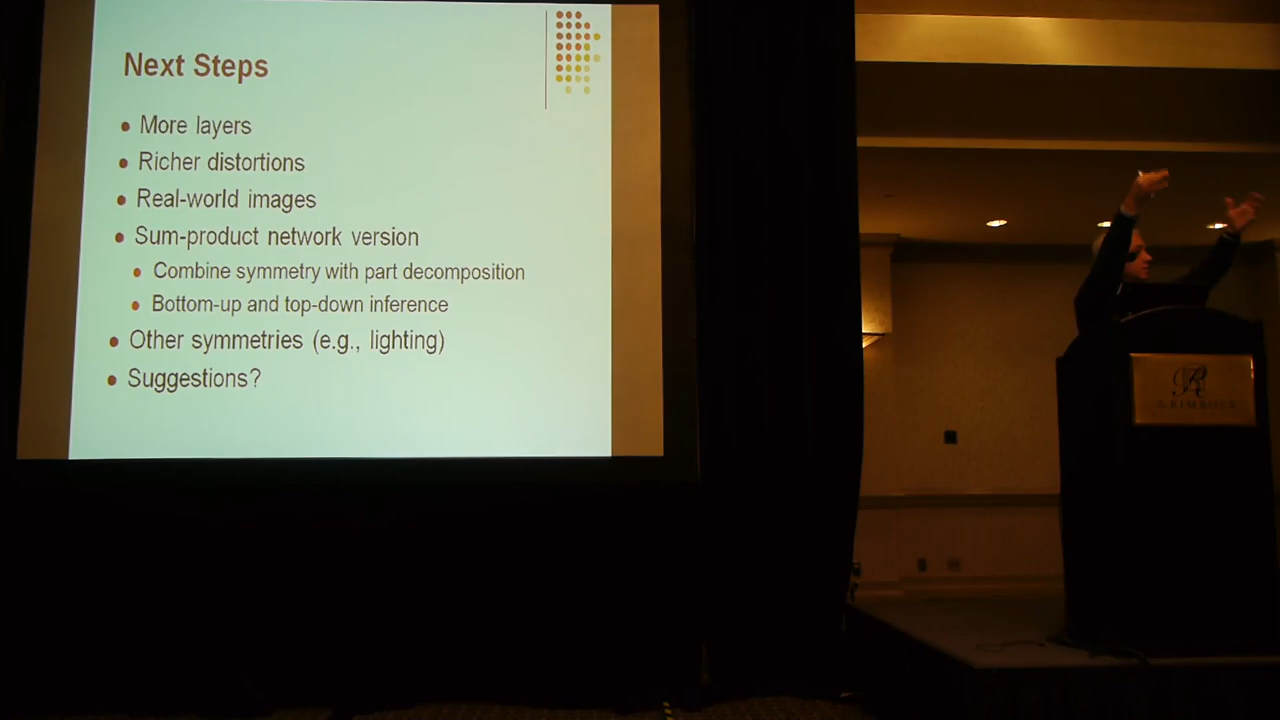 Next Steps
More layers
Richer distortions
Real-world images
Sum-product network version
Combine symmetry with part decomposition
Bottom-up and top-down inference
Other symmetries (e.g., lighting)
Suggestions?
R
RIMROCK